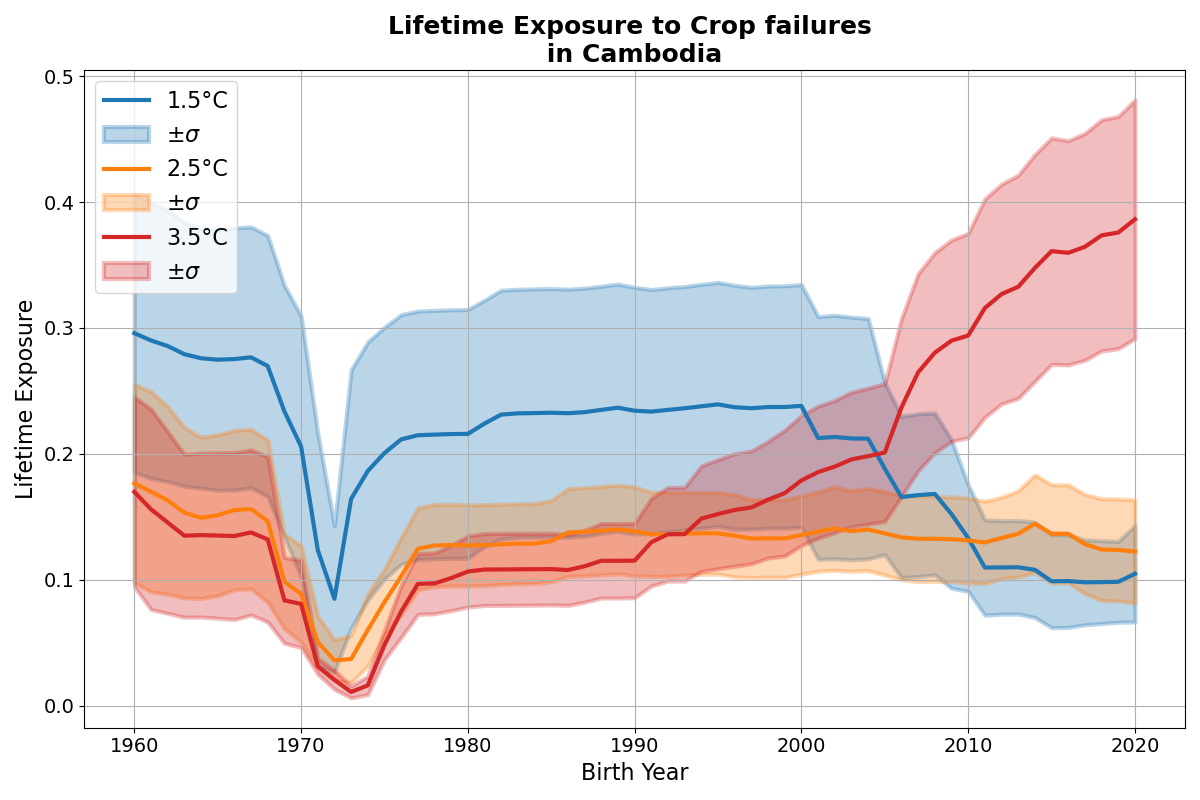 Lifetime Exposure to Crop failures
in Cambodia
1.5°C
±σ
2.5°C
±σ
3.5°C
±σ
Lifetime Exposure
0.5
0.4
0.3
0.2
0.1
0.0
1960 1970 1980 1990 2000 2010 2020
Birth Year